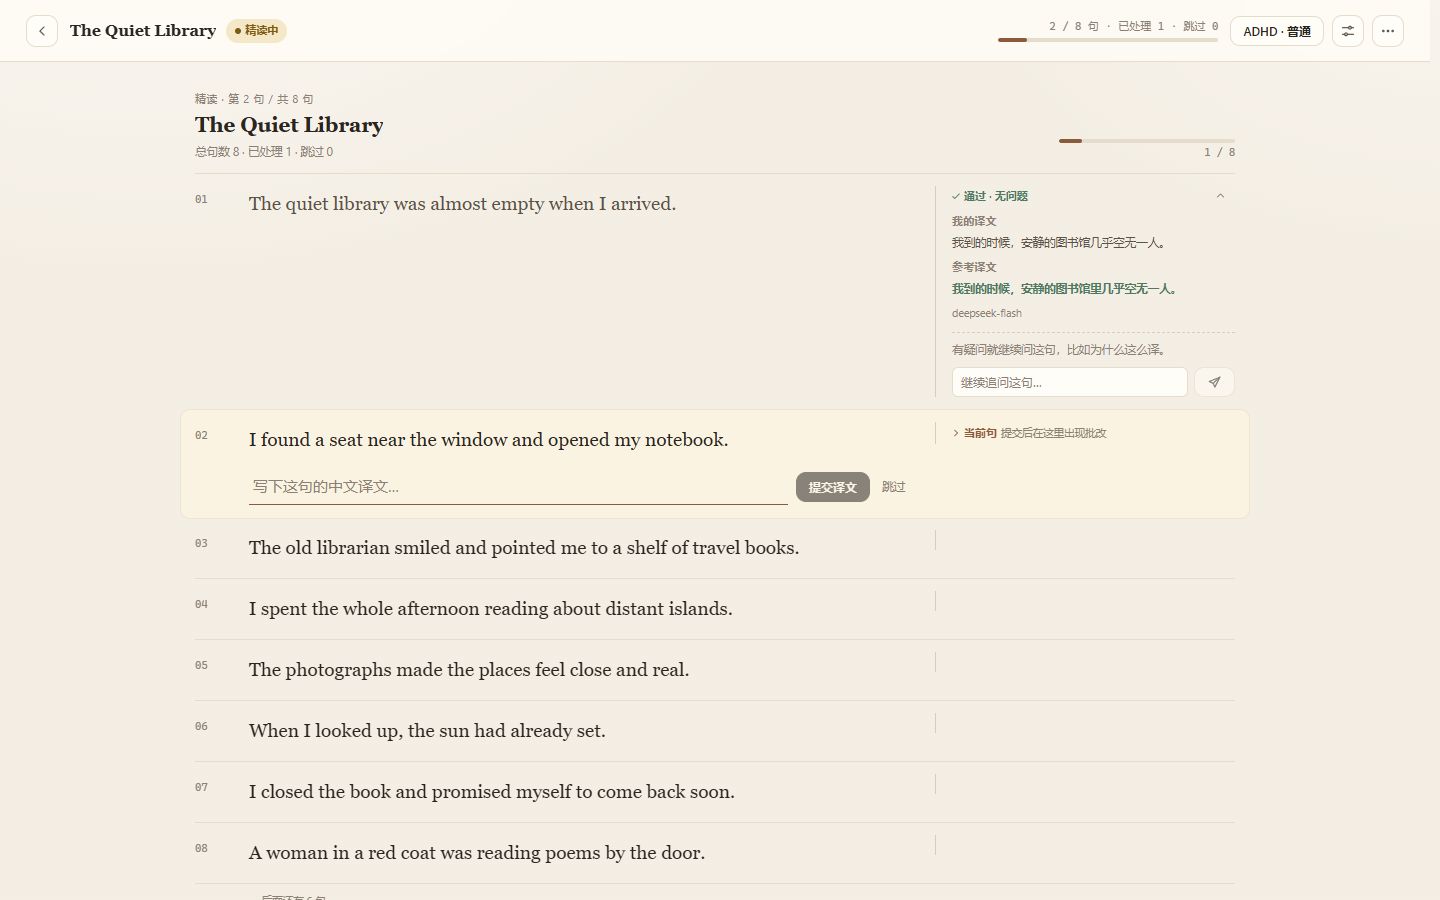 The Quiet Library
精读中
2 / 8 句 · 已处理 1 · 跳过 0
ADHD · 普通
精读 · 第 2 句 / 共 8 句
The Quiet Library
总句数 8 · 已处理 1 · 跳过 0
1 / 8
01
The quiet library was almost empty when I arrived.
通过 · 无问题
我的译文
我到的时候，安静的图书馆几乎空无一人。
参考译文
我到的时候，安静的图书馆里几乎空无一人。
deepseek-flash
有疑问就继续问这句，比如为什么这么译。
继续追问这句...
02
I found a seat near the window and opened my notebook.
写下这句的中文译文...
提交译文
跳过
当前句 提交后在这里出现批改
03
The old librarian smiled and pointed me to a shelf of travel books.
04
I spent the whole afternoon reading about distant islands.
05
The photographs made the places feel close and real.
06
When I looked up, the sun had already set.
07
I closed the book and promised myself to come back soon.
08
A woman in a red coat was reading poems by the door.
后面还有 6 句